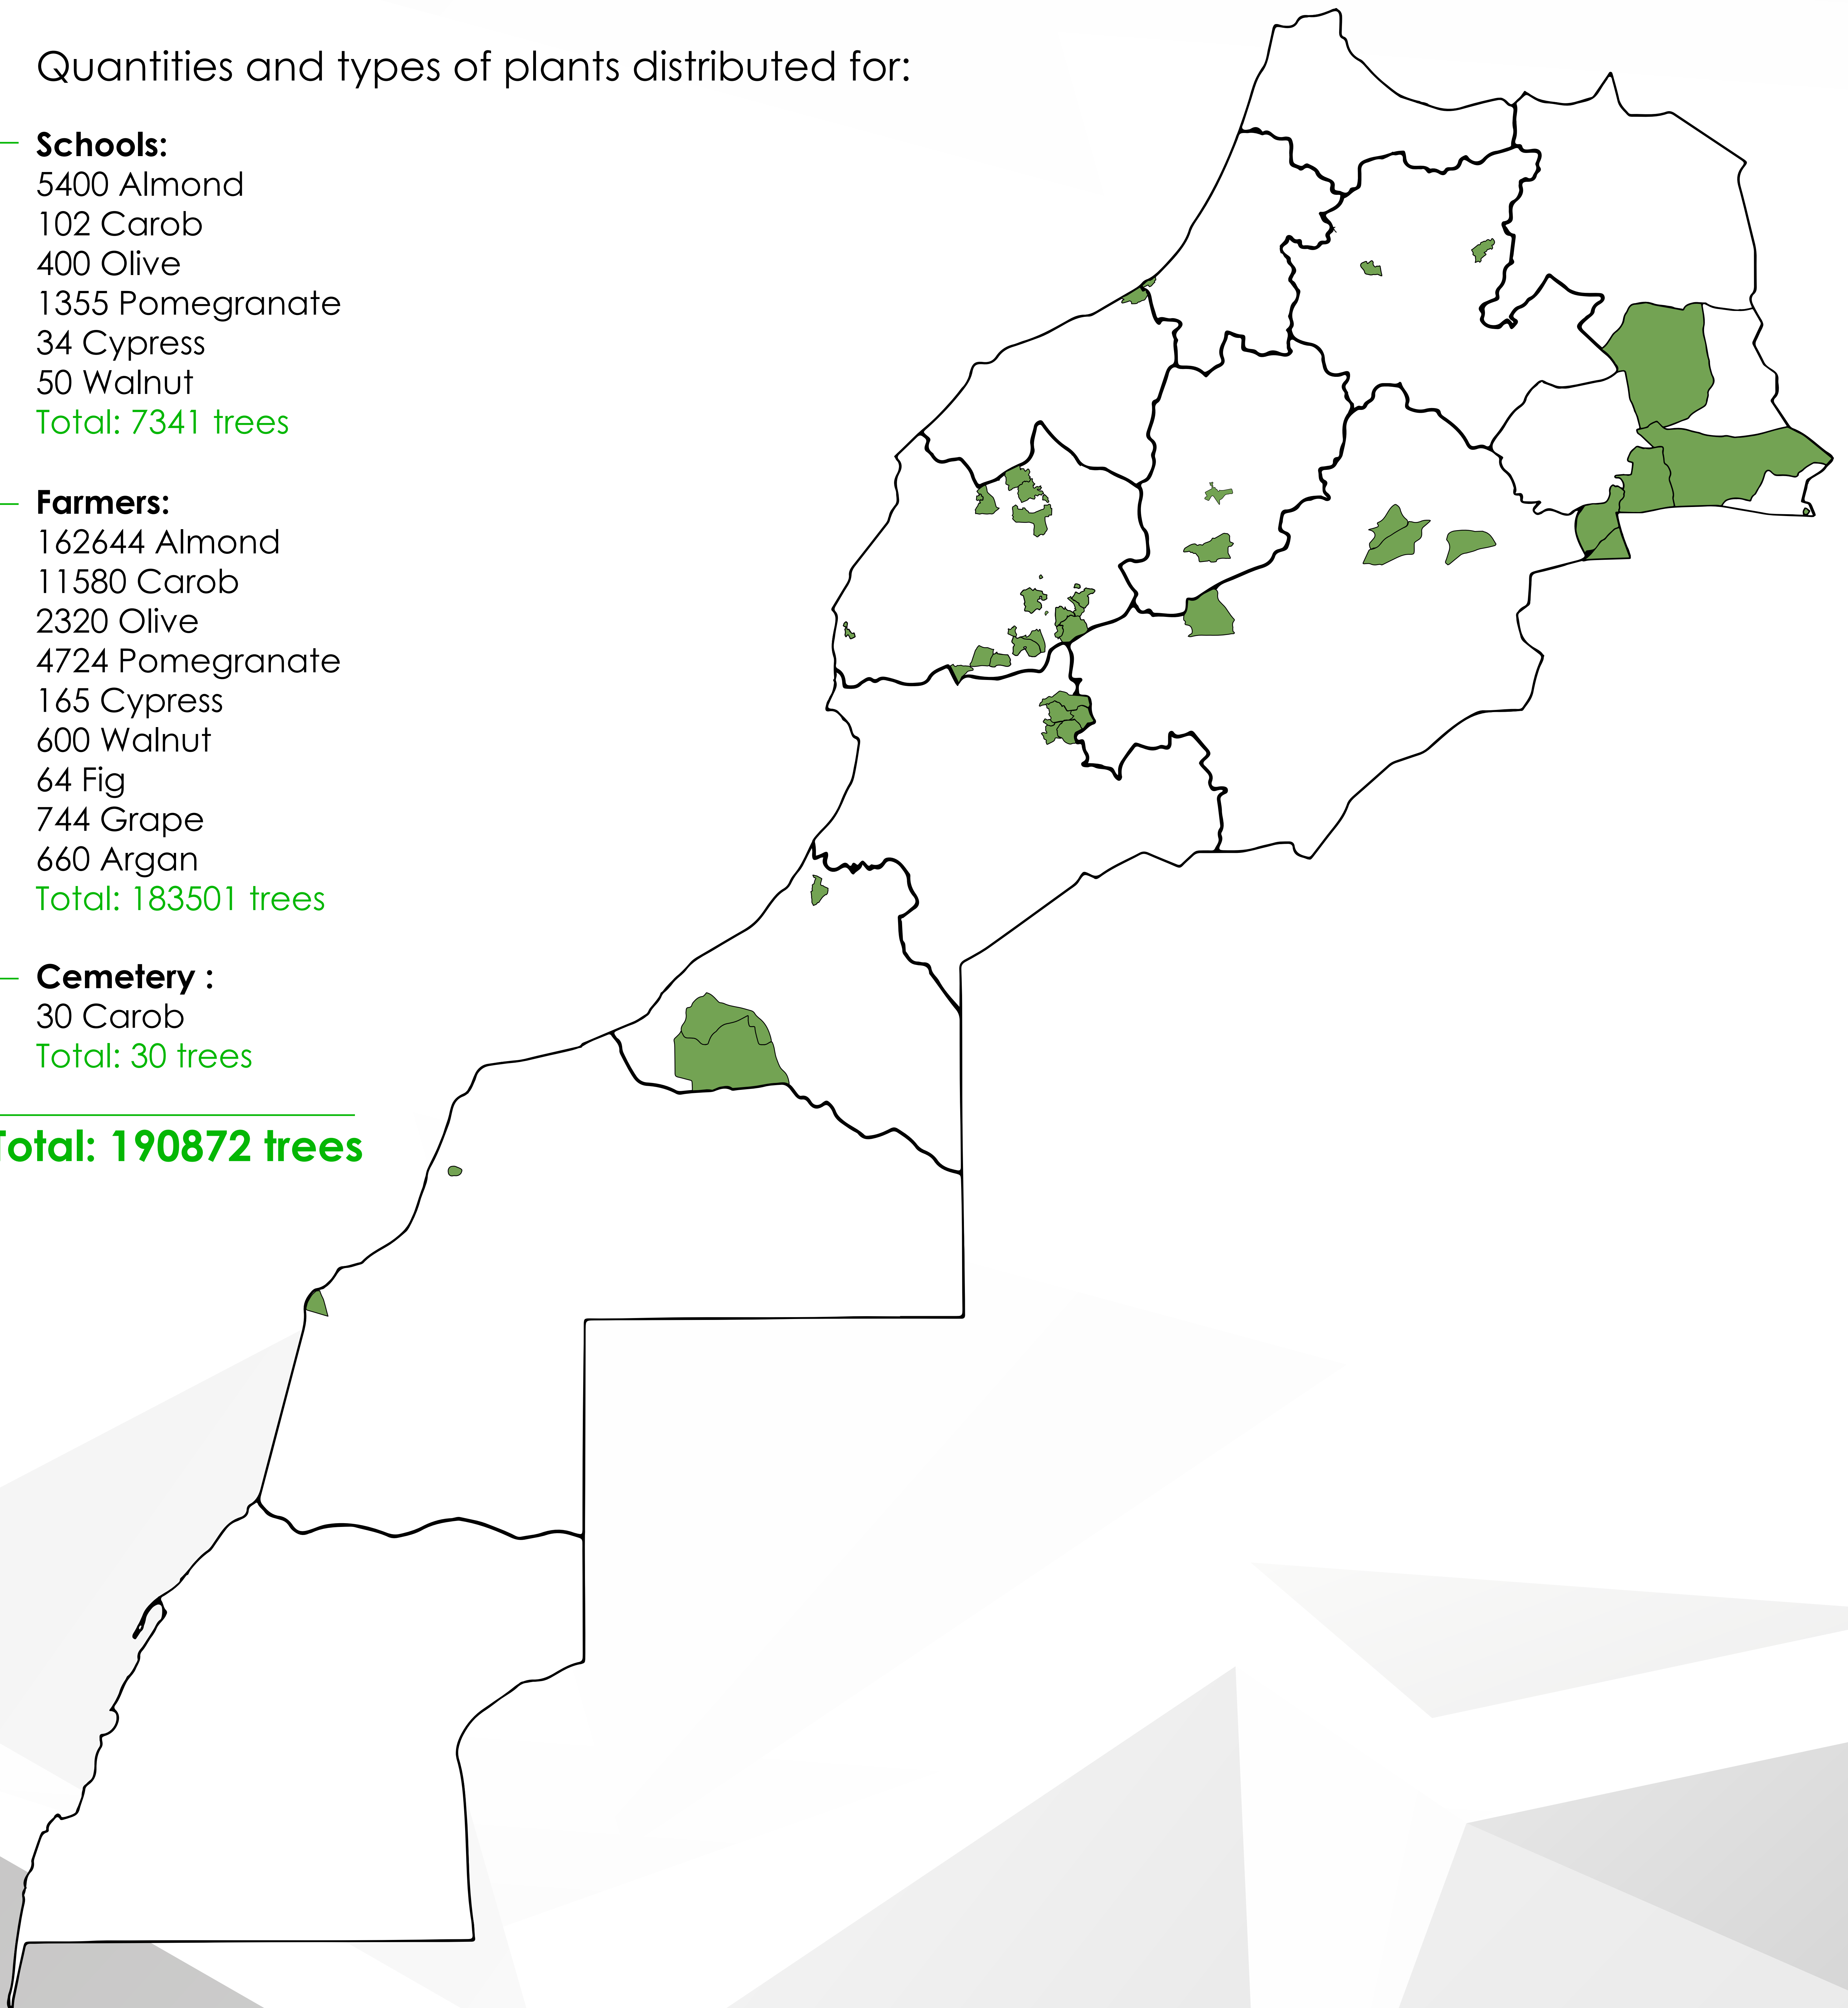 Quantities and types of plants distributed for:
Schools:
5400 Almond
102 Carob
400 Olive
1355 Pomegranate
34 Cypress
50 Walnut
Total: 7341 trees
Farmers:
162644 Almond
11580 Carob
2320 Olive
4724 Pomegranate
165 Cypress
600 Walnut
64 Fig
744 Grape
660 Argan
Total: 183501 trees
Cemetery :
30 Carob
Total: 30 trees
Total: 190872 trees